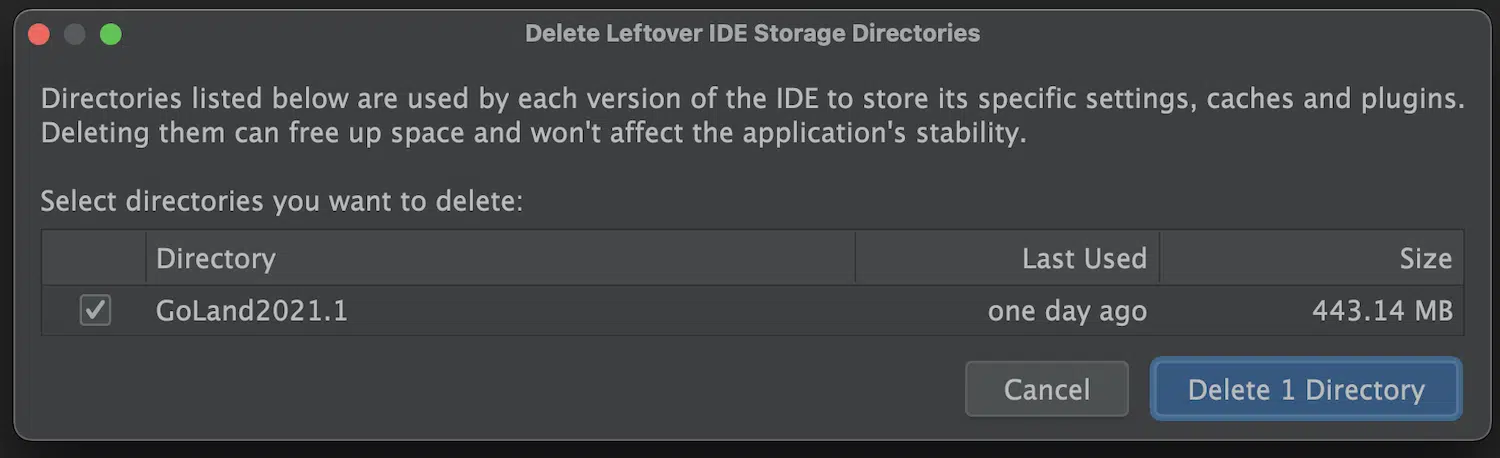 Delete Leftover IDE Storage Directories
Directories listed below are used by each version of the IDE to store its specific settings, caches and plugins.
Deleting them can free up space and won't affect the application's stability.
Select directories you want to delete:
Directory Last Used Size
GoLand2021.1 one day ago 443.14 MB
Cancel Delete 1 Directory